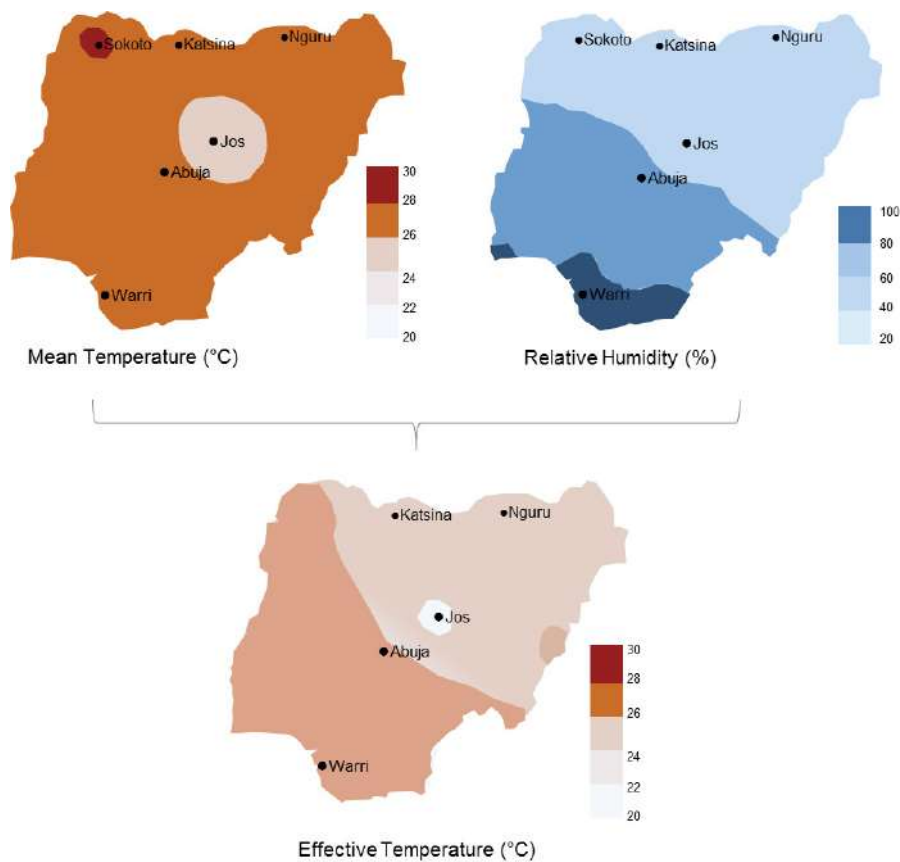 Sokoto
Katsina
Nguru
Jos
Abuja
Warri
30
28
26
24
22
20
Mean Temperature (°C)
Sokoto
Katsina
Nguru
Jos
Abuja
Warri
100
80
60
40
20
Relative Humidity (%)
Katsina
Nguru
Jos
Abuja
Warri
30
28
26
24
22
20
Effective Temperature (°C)